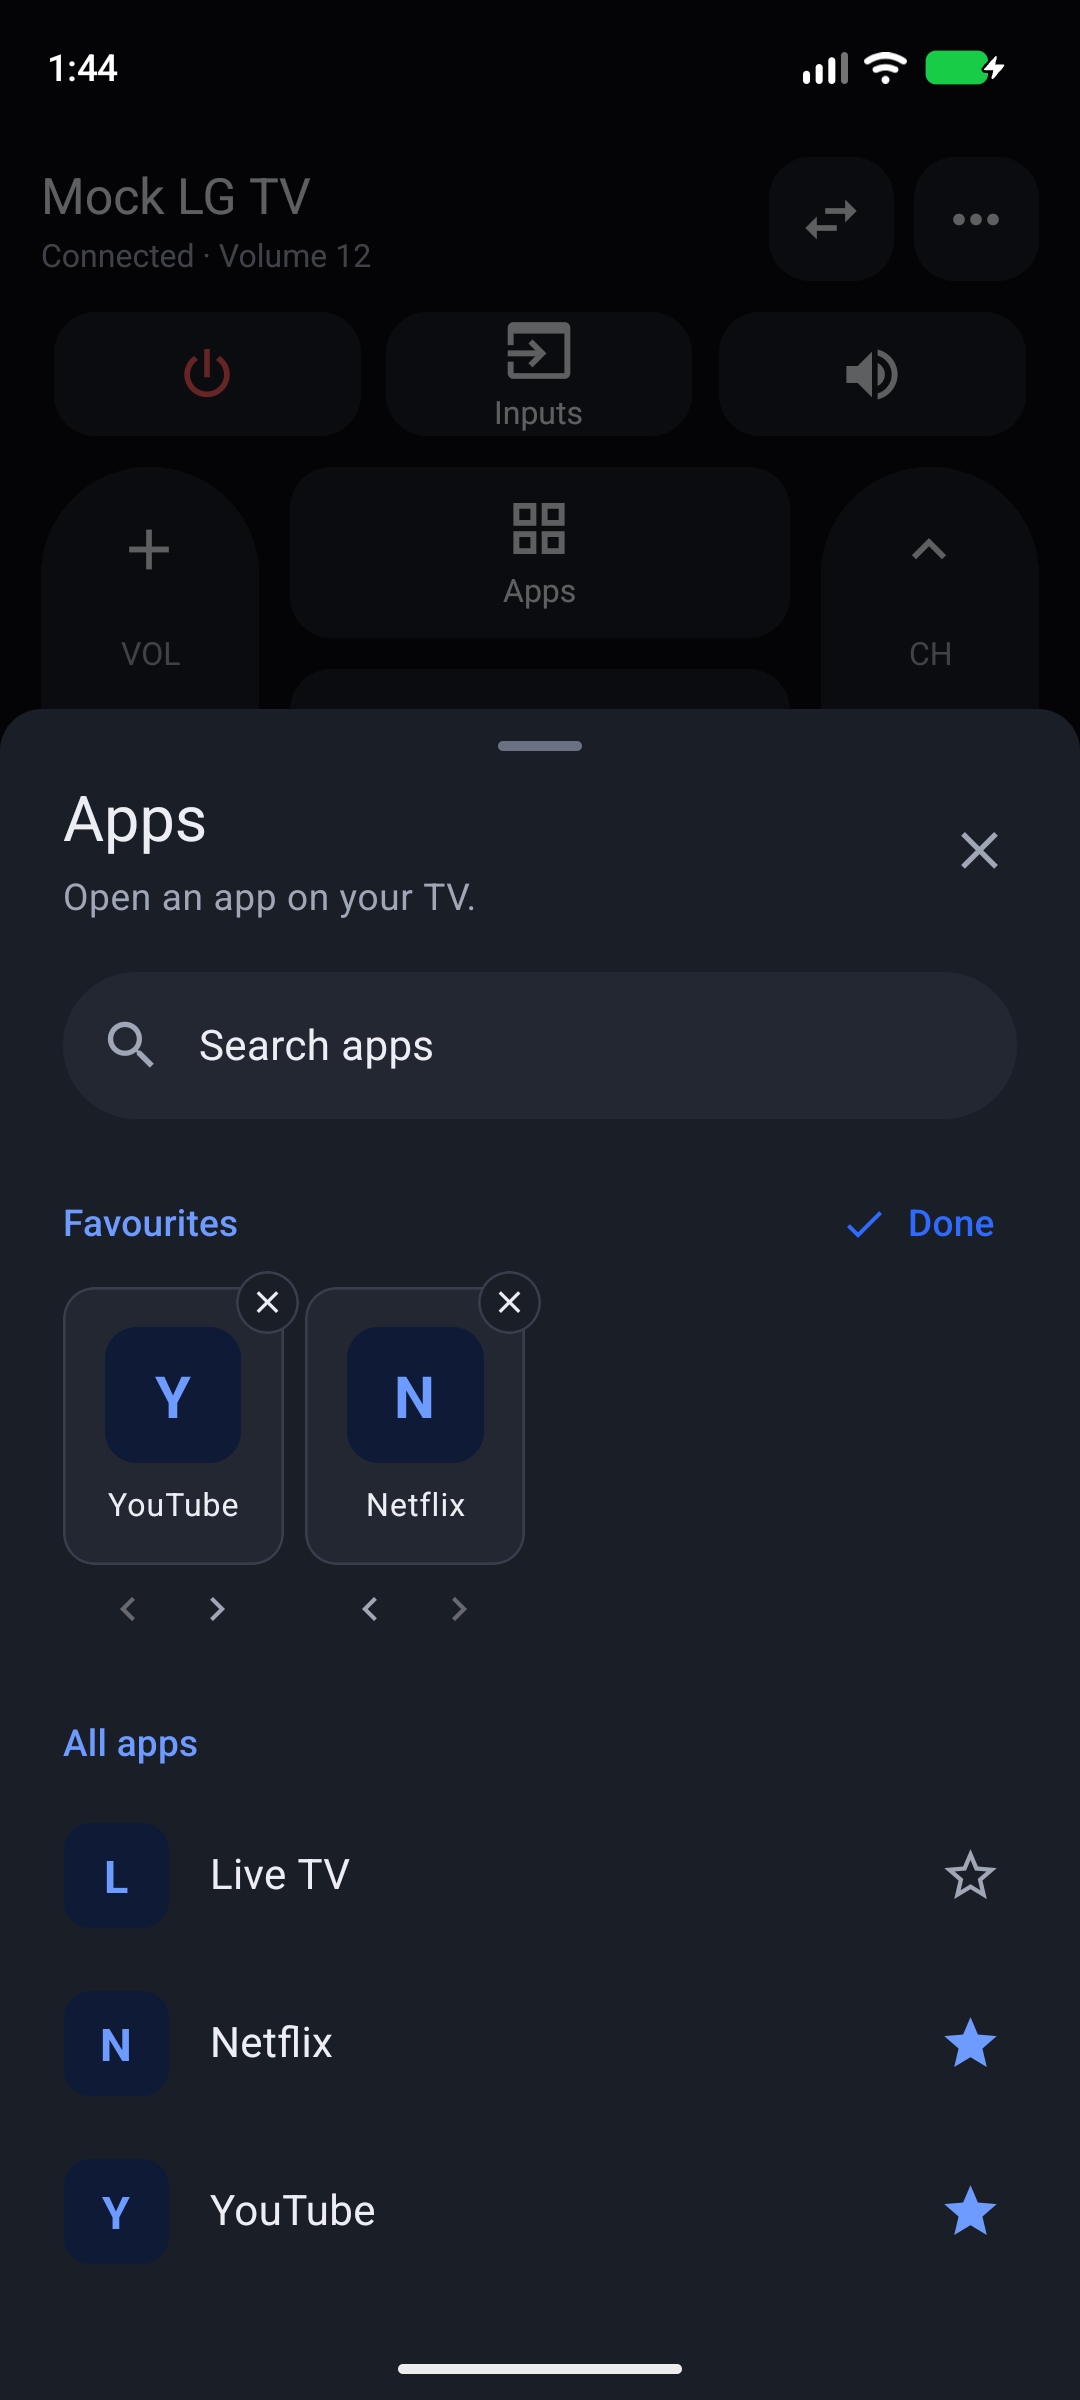 1:44
Mock LG TV
Connected · Volume 12
Inputs
Apps
VOL
CH
Apps
Open an app on your TV.
Search apps
Favourites
Done
Y
N
YouTube
Netflix
All apps
L
Live TV
N
Netflix
Y
YouTube